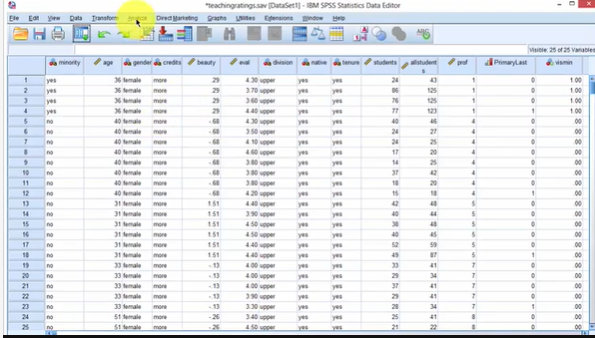 *teachingratings.sav [DataSet1] - IBM SPSS Statistics Data Editor
File Edit View Data Transform Direct Marketing Graphs Utilities Extensions Window Help
Visible: 25 of 25 Variables
minority age gender credits beauty eval division native tenure students allstudents prof PrimaryLast vismin
1 yes 36 female more .29 4.30 upper yes yes 24 43 1 0 1.00
2 yes 36 female more .29 3.70 upper yes yes 86 125 1 0 1.00
3 yes 36 female more .29 3.60 upper yes yes 76 125 1 0 1.00
4 yes 36 female more .29 4.40 upper yes yes 77 123 1 1 1.00
5 no 40 female more -.68 4.30 upper yes yes 40 46 4 0 .00
6 no 40 female more -.68 3.50 upper yes yes 24 27 4 0 .00
7 no 40 female more -.68 4.10 upper yes yes 24 25 4 0 .00
8 no 40 female more -.68 4.60 upper yes yes 17 20 4 0 .00
9 no 40 female more -.68 3.80 upper yes yes 14 25 4 0 .00
10 no 40 female more -.68 3.80 upper yes yes 37 42 4 0 .00
11 no 40 female more -.68 3.80 upper yes yes 18 20 4 0 .00
12 no 40 female more -.68 4.20 upper yes yes 15 18 4 1 .00
13 no 31 female more 1.51 4.40 upper yes yes 42 48 5 0 .00
14 no 31 female more 1.51 3.90 upper yes yes 40 44 5 0 .00
15 no 31 female more 1.51 4.50 upper yes yes 38 48 5 0 .00
16 no 31 female more 1.51 4.50 upper yes yes 40 45 5 0 .00
17 no 31 female more 1.51 4.80 upper yes yes 52 59 5 0 .00
18 no 31 female more 1.51 4.40 upper yes yes 49 87 5 1 .00
19 no 33 female more -.13 4.00 upper yes yes 33 41 7 0 .00
20 no 33 female more -.13 4.00 upper yes yes 29 34 7 0 .00
21 no 33 female more -.13 4.00 upper yes yes 37 41 7 0 .00
22 no 33 female more -.13 3.90 upper yes yes 29 41 7 0 .00
23 no 33 female more -.13 3.30 upper yes yes 28 34 7 1 .00
24 no 51 female more -.26 3.40 upper yes yes 25 41 8 0 .00
25 no 51 female more -.26 4.50 upper yes yes 21 22 8 0 .00